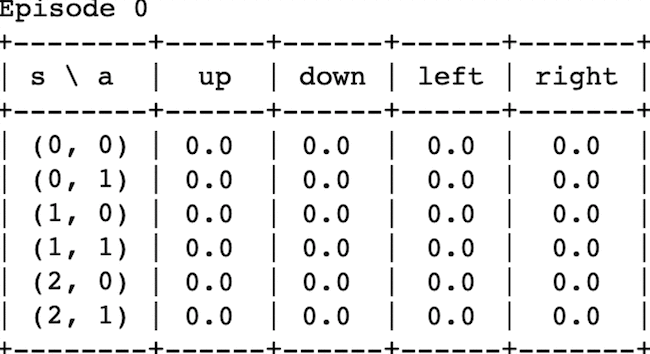 Episode 0
+--------+------+-------+------+-------+
| s \ a | up | down | left | right |
+--------+------+-------+------+-------+
| (0, 0) | 0.0 | 0.0 | 0.0 | 0.0 |
| (0, 1) | 0.0 | 0.0 | 0.0 | 0.0 |
| (1, 0) | 0.0 | 0.0 | 0.0 | 0.0 |
| (1, 1) | 0.0 | 0.0 | 0.0 | 0.0 |
| (2, 0) | 0.0 | 0.0 | 0.0 | 0.0 |
| (2, 1) | 0.0 | 0.0 | 0.0 | 0.0 |
+--------+------+-------+------+-------+